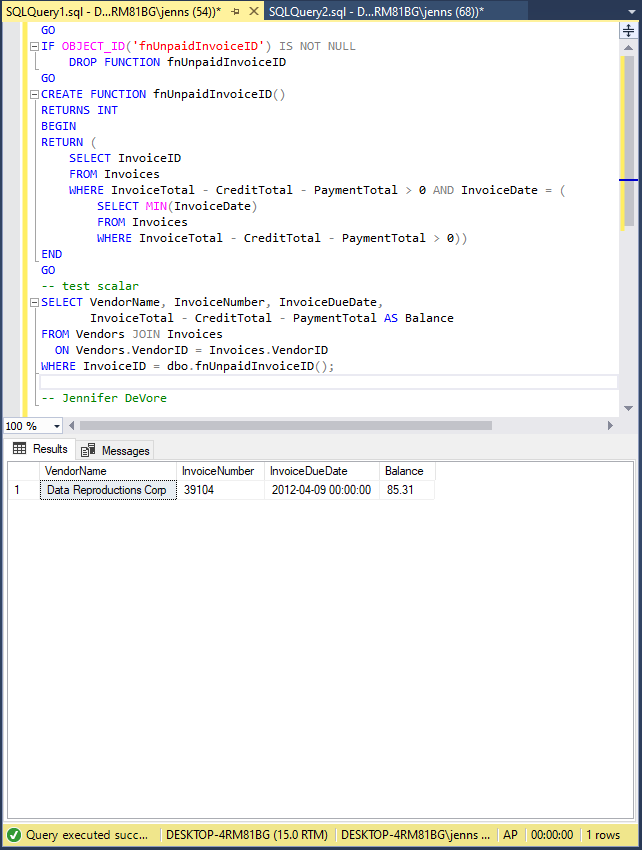 SQLQuery1.sql - D...RM81BG\jenns (54))* SQLQuery2.sql - D...RM81BG\jenns (68))*
GO
IF OBJECT_ID('fnUnpaidInvoiceID') IS NOT NULL
DROP FUNCTION fnUnpaidInvoiceID
GO
CREATE FUNCTION fnUnpaidInvoiceID()
RETURNS INT
BEGIN
RETURN (
SELECT InvoiceID
FROM Invoices
WHERE InvoiceTotal - CreditTotal - PaymentTotal > 0 AND InvoiceDate = (
SELECT MIN(InvoiceDate)
FROM Invoices
WHERE InvoiceTotal - CreditTotal - PaymentTotal > 0))
END
GO
-- test scalar
SELECT VendorName, InvoiceNumber, InvoiceDueDate,
InvoiceTotal - CreditTotal - PaymentTotal AS Balance
FROM Vendors JOIN Invoices
ON Vendors.VendorID = Invoices.VendorID
WHERE InvoiceID = dbo.fnUnpaidInvoiceID();
-- Jennifer DeVore
100 %
Results Messages
VendorName InvoiceNumber InvoiceDueDate Balance
1 Data Reproductions Corp 39104 2012-04-09 00:00:00 85.31
Query executed succ... DESKTOP-4RM81BG (15.0 RTM) DESKTOP-4RM81BG\jenns ... AP 00:00:00 1 rows